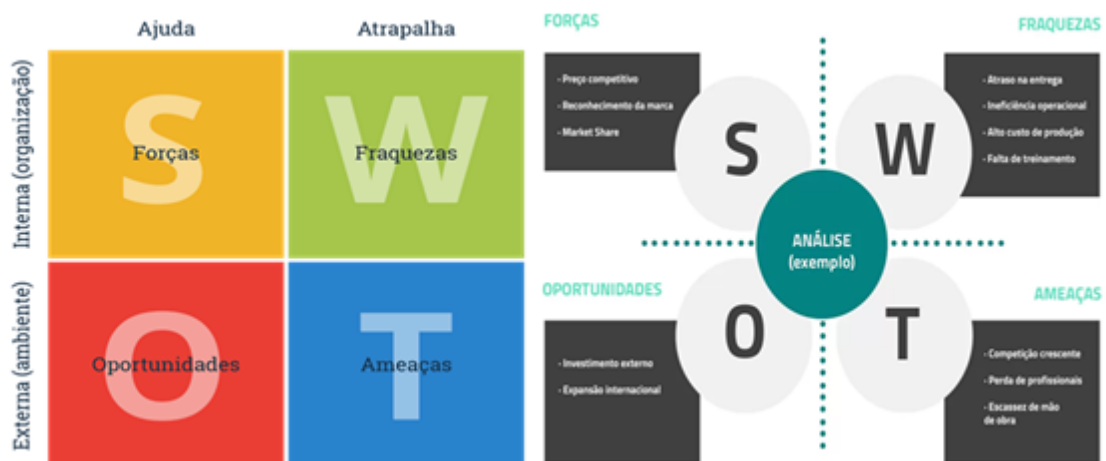 Ajuda
Atrapalha
Interna (organização)
S
Forças
W
Fraquezas
Externa (ambiente)
O
Oportunidades
T
Ameaças
FORÇAS
- Preço competitivo
- Reconhecimento da marca
- Market Share
S
FRAQUEZAS
- Atraso na entrega
- Ineficiência operacional
- Alto custo de produção
- Falta de treinamento
W
ANÁLISE
(exemplo)
OPORTUNIDADES
- Investimento externo
- Expansão internacional
O
AMEAÇAS
- Competição crescente
- Perda de profissionais
- Escassez de mão
de obra
T